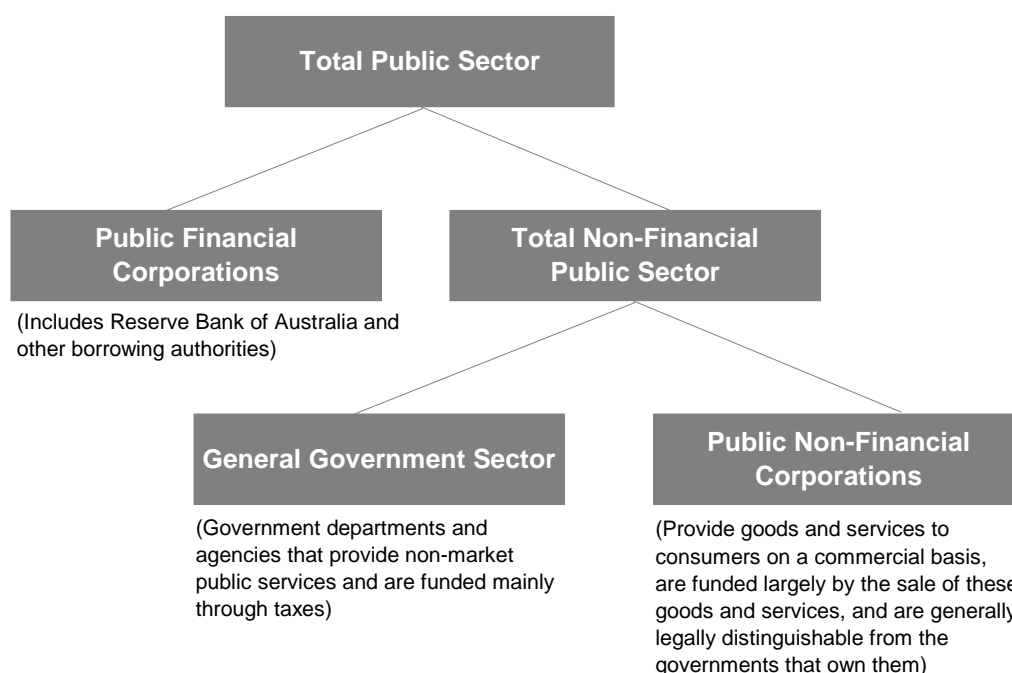 Total Public Sector
Public Financial
Corporations
Total Non-Financial
Public Sector
(Includes Reserve Bank of Australia and
other borrowing authorities)
General Government Sector
Public Non-Financial
Corporations
(Government departments and
agencies that provide non-market
public services and are funded mainly
through taxes)
(Provide goods and services to
consumers on a commercial basis,
are funded largely by the sale of these
goods and services, and are generally
legally distinguishable from the
governments that own them)